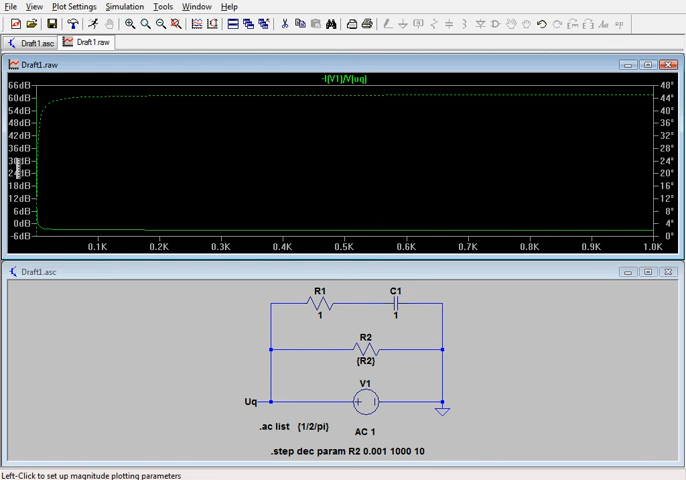 File View Plot Settings Simulation Tools Window Help
Draft1.asc Draft1.raw
Draft1.raw
-I(V1)/V(uq)
66dB 48°
60dB 44°
54dB 40°
48dB 36°
42dB 32°
36dB 28°
30dB 24°
24dB 20°
18dB 16°
12dB 12°
6dB 8°
0dB 4°
-6dB 0°
0.1K 0.2K 0.3K 0.4K 0.5K 0.6K 0.7K 0.8K 0.9K 1.0K
Draft1.asc
R1 C1
1 1
R2
{R2}
V1
Uq
.ac list {1/2/pi}
AC 1
.step dec param R2 0.001 1000 10
Left-Click to set up magnitude plotting parameters